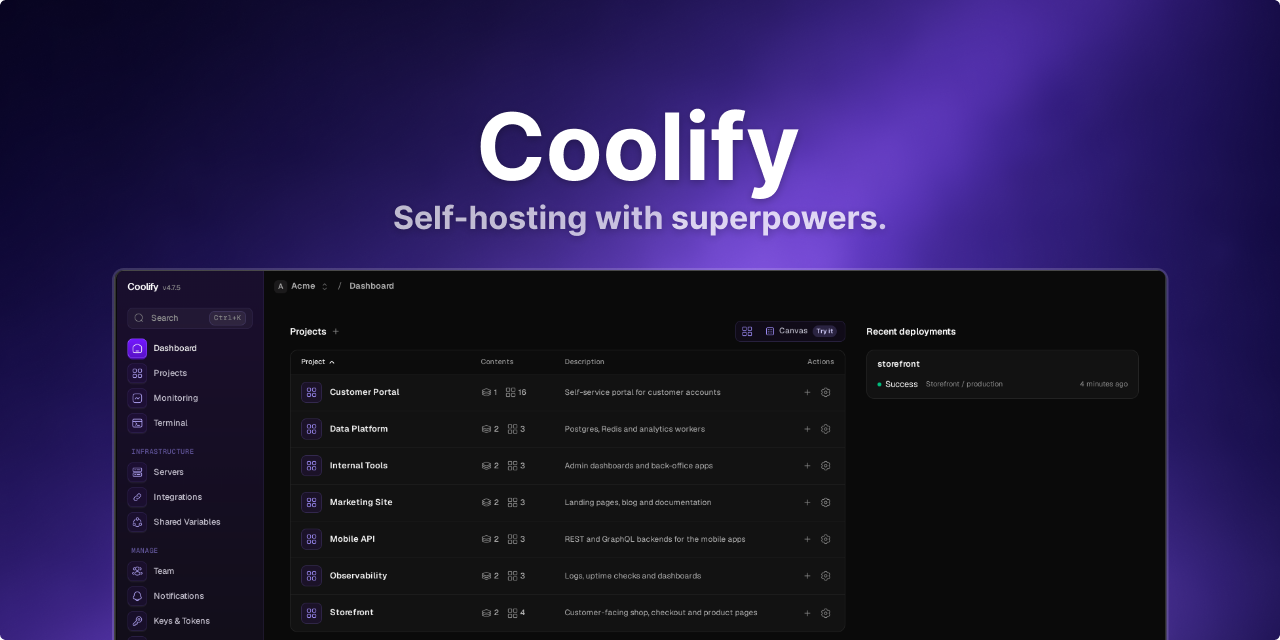 Coolify
Self-hosting with superpowers.
Coolify v4.7.5
Search Ctrl+K
Dashboard
Projects
Monitoring
Terminal
INFRASTRUCTURE
Servers
Integrations
Shared Variables
MANAGE
Team
Notifications
Keys & Tokens
A Acme / Dashboard
Projects +
Canvas Try it
Project Contents Description Actions
Customer Portal 1 16 Self-service portal for customer accounts
Data Platform 2 3 Postgres, Redis and analytics workers
Internal Tools 2 3 Admin dashboards and back-office apps
Marketing Site 2 3 Landing pages, blog and documentation
Mobile API 2 3 REST and GraphQL backends for the mobile apps
Observability 2 3 Logs, uptime checks and dashboards
Storefront 2 4 Customer-facing shop, checkout and product pages
Recent deployments
storefront
Success Storefront / production 4 minutes ago